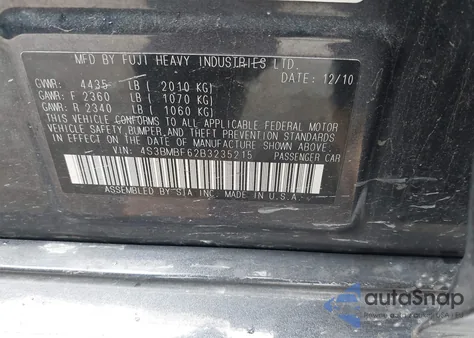 MFD BY FUJI HEAVY INDUSTRIES LTD.
DATE: 12/10
GVWR: 4435 LB ( 2010 KG)
GAWR: F 2360 LB ( 1070 KG)
GAWR: R 2340 LB ( 1060 KG)
THIS VEHICLE CONFORMS TO ALL APPLICABLE FEDERAL MOTOR
VEHICLE SAFETY, BUMPER, AND THEFT PREVENTION STANDARDS
IN EFFECT ON THE DATE OF MANUFACTURE SHOWN ABOVE.
VIN: 4S3BMBF62B3235215 PASSENGER CAR
ASSEMBLED BY SIA INC. MADE IN U.S.A.
autoSnap